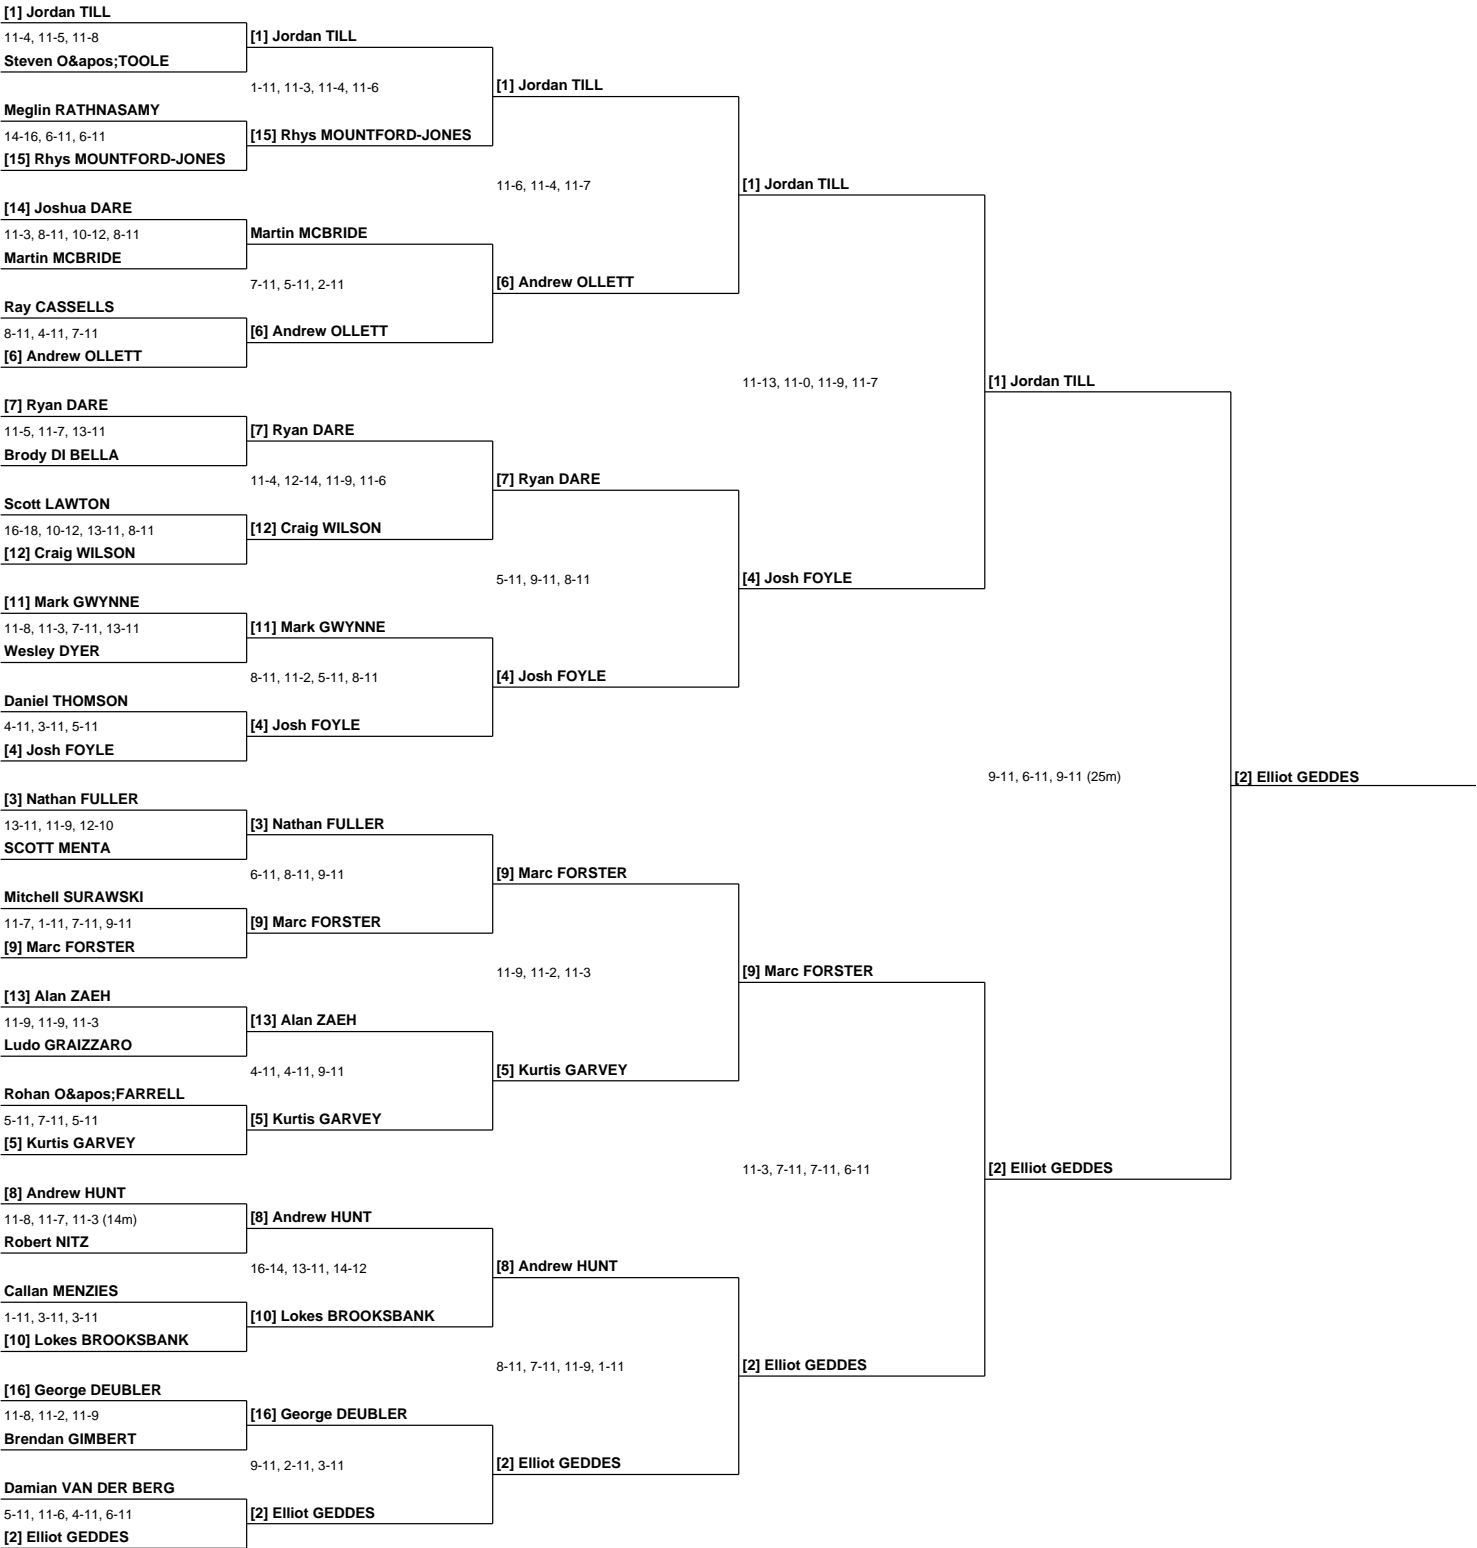 [1] Jordan TILL
11-4, 11-5, 11-8
Steven O&apos;TOOLE
Meglin RATHNASAMY
14-16, 6-11, 6-11
[15] Rhys MOUNTFORD-JONES
[14] Joshua DARE
11-3, 8-11, 10-12, 8-11
Martin MCBRIDE
Ray CASSELLS
8-11, 4-11, 7-11
[6] Andrew OLLETT
[7] Ryan DARE
11-5, 11-7, 13-11
Brody DI BELLA
Scott LAWTON
16-18, 10-12, 13-11, 8-11
[12] Craig WILSON
[11] Mark GWYNNE
11-8, 11-3, 7-11, 13-11
Wesley DYER
Daniel THOMSON
4-11, 3-11, 5-11
[4] Josh FOYLE
[3] Nathan FULLER
13-11, 11-9, 12-10
SCOTT MENTA
Mitchell SURAWSKI
11-7, 1-11, 7-11, 9-11
[9] Marc FORSTER
[13] Alan ZAEH
11-9, 11-9, 11-3
Ludo GRAIZZARO
Rohan O&apos;FARRELL
5-11, 7-11, 5-11
[5] Kurtis GARVEY
[8] Andrew HUNT
11-8, 11-7, 11-3 (14m)
Robert NITZ
Callan MENZIES
1-11, 3-11, 3-11
[10] Lokes BROOKSBANK
[16] George DEUBLER
11-8, 11-2, 11-9
Brendan GIMBERT
Damian VAN DER BERG
5-11, 11-6, 4-11, 6-11
[2] Elliot GEDDES
[1] Jordan TILL
1-11, 11-3, 11-4, 11-6
[15] Rhys MOUNTFORD-JONES
Martin MCBRIDE
7-11, 5-11, 2-11
[6] Andrew OLLETT
[7] Ryan DARE
11-4, 12-14, 11-9, 11-6
[12] Craig WILSON
[11] Mark GWYNNE
8-11, 11-2, 5-11, 8-11
[4] Josh FOYLE
[3] Nathan FULLER
6-11, 8-11, 9-11
[9] Marc FORSTER
[13] Alan ZAEH
4-11, 4-11, 9-11
[5] Kurtis GARVEY
[8] Andrew HUNT
16-14, 13-11, 14-12
[10] Lokes BROOKSBANK
[16] George DEUBLER
9-11, 2-11, 3-11
[2] Elliot GEDDES
[1] Jordan TILL
11-6, 11-4, 11-7
[6] Andrew OLLETT
[7] Ryan DARE
5-11, 9-11, 8-11
[4] Josh FOYLE
[9] Marc FORSTER
11-9, 11-2, 11-3
[5] Kurtis GARVEY
[8] Andrew HUNT
8-11, 7-11, 11-9, 1-11
[2] Elliot GEDDES
[1] Jordan TILL
11-13, 11-0, 11-9, 11-7
[4] Josh FOYLE
[9] Marc FORSTER
11-3, 7-11, 7-11, 6-11
[2] Elliot GEDDES
[1] Jordan TILL
9-11, 6-11, 9-11 (25m)
[2] Elliot GEDDES
[2] Elliot GEDDES